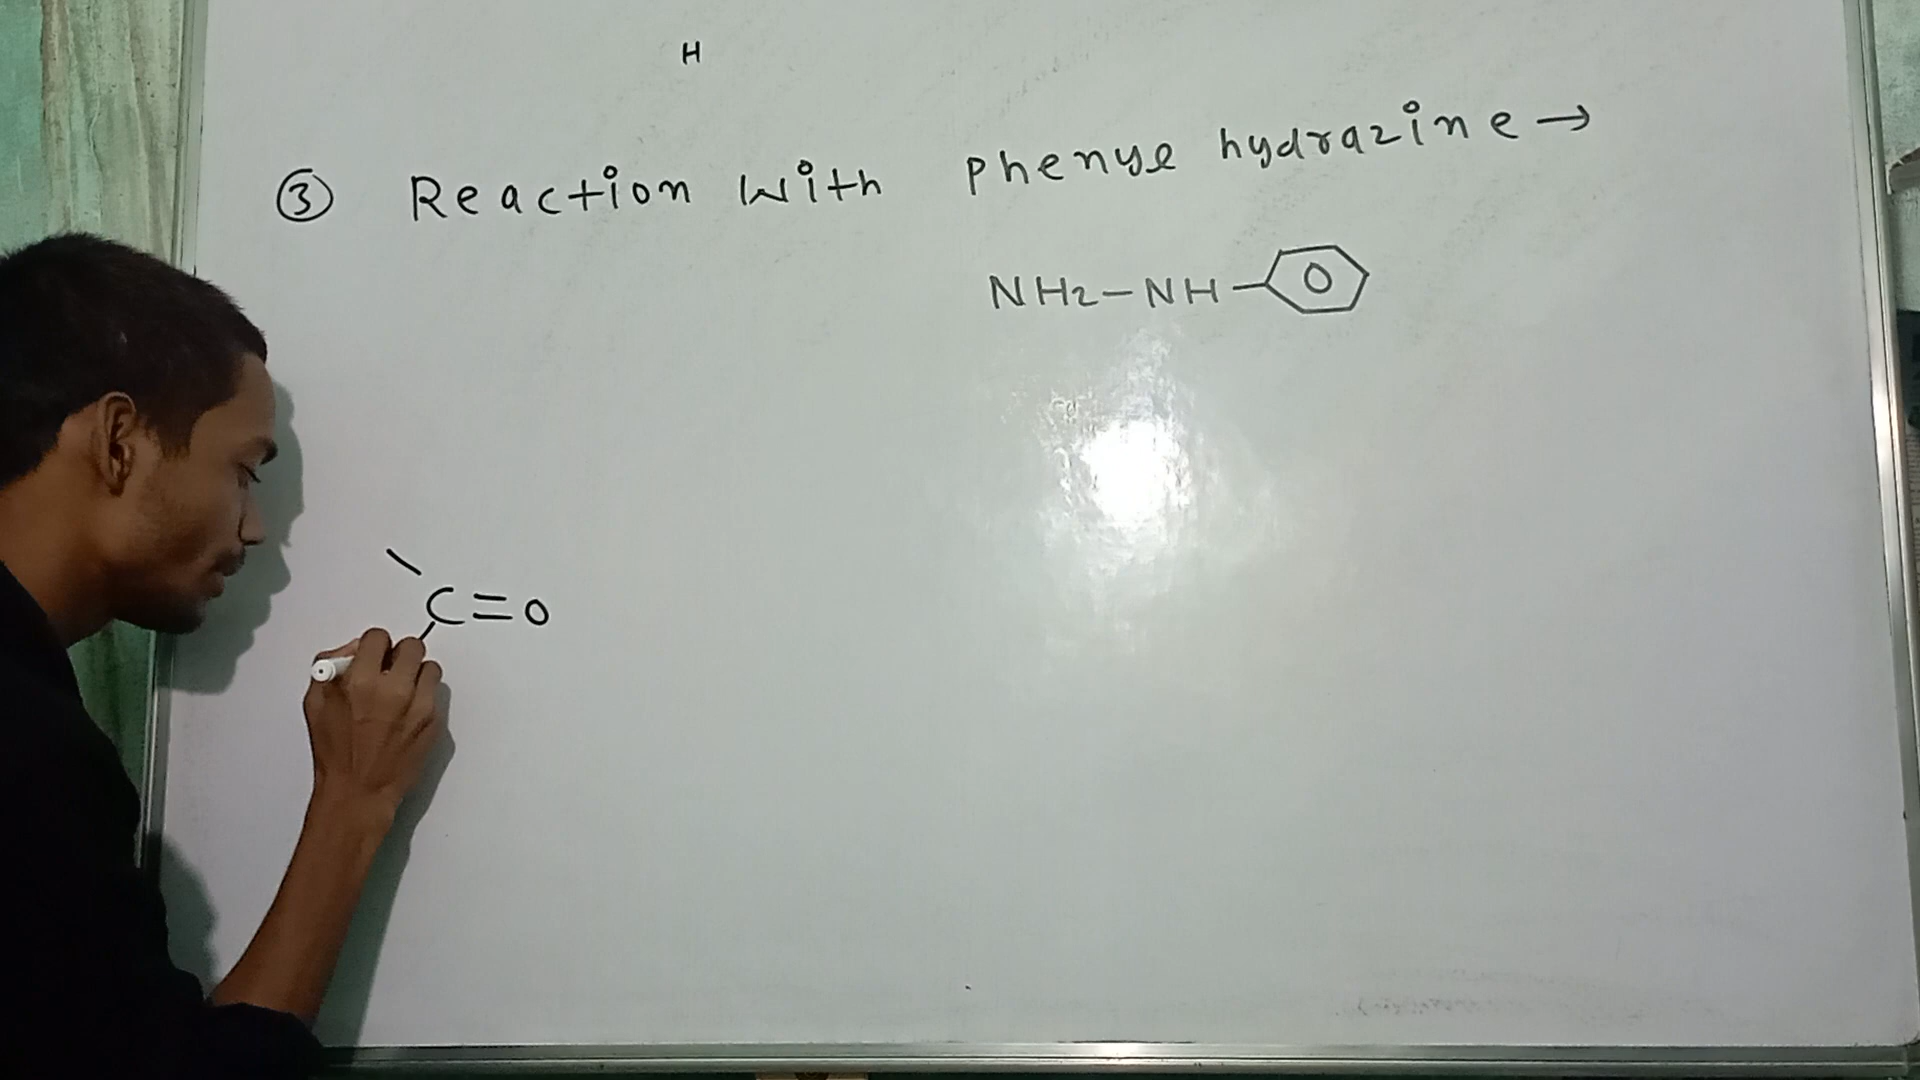 H
③ Reaction with phenyl hydrazine →
NH2-NH-
C=O